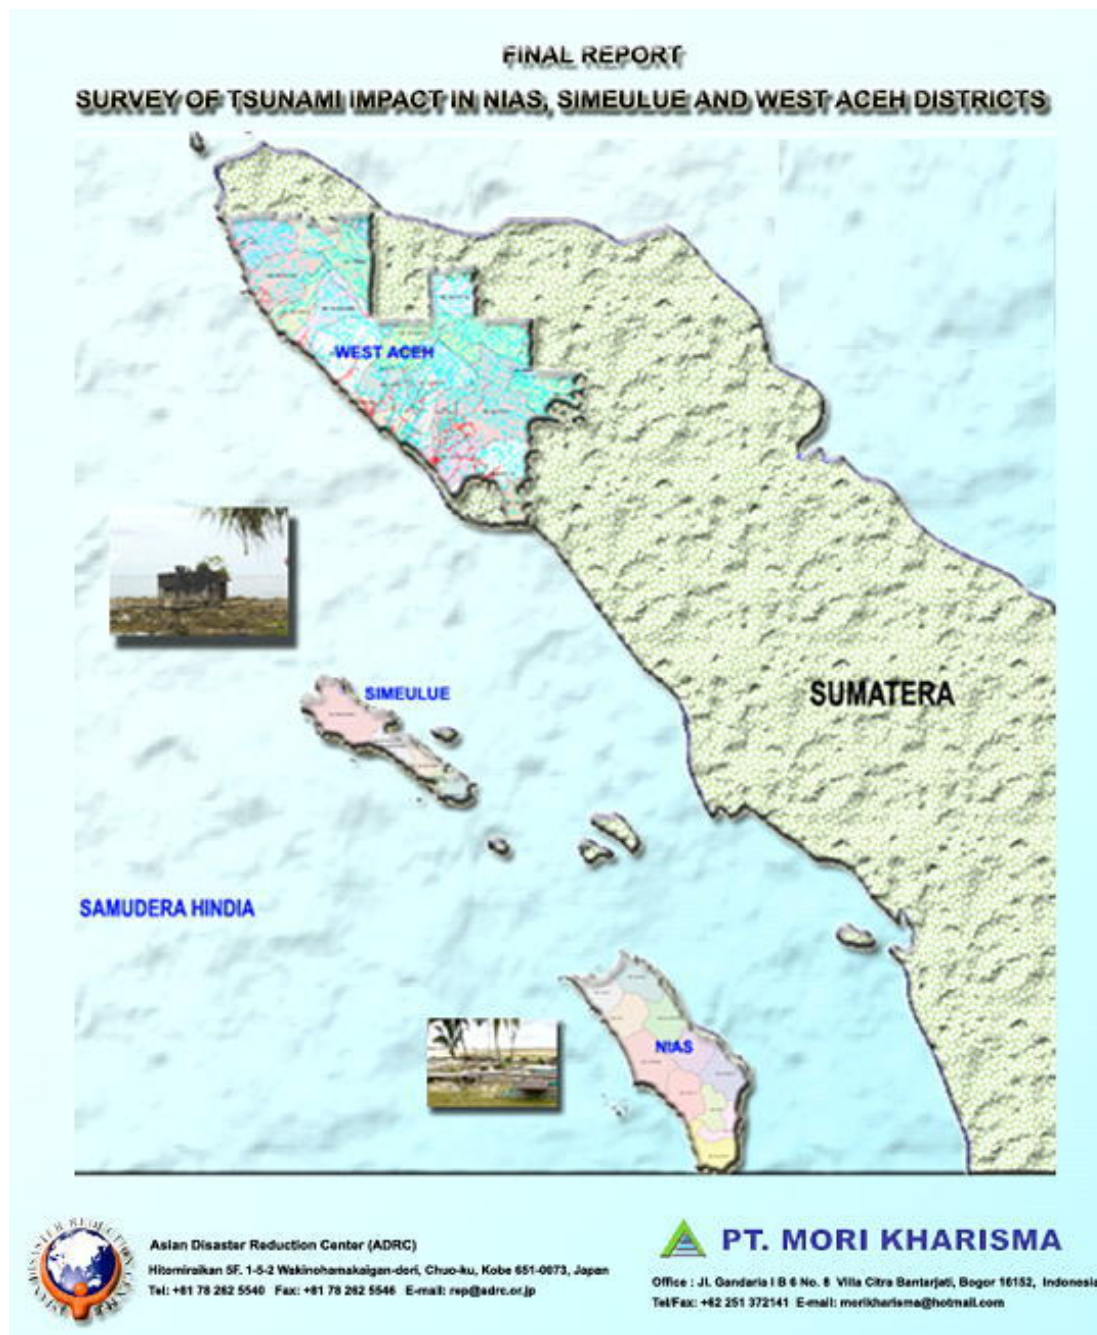 FINAL REPORT
SURVEY OF TSUNAMI IMPACT IN NIAS, SIMEULUE AND WEST ACEH DISTRICTS
WEST ACEH
SIMEULUE
SUMATERA
SAMUDERA HINDIA
NIAS
Asian Disaster Reduction Center (ADRC)
Hitomiraikan 5F. 1-5-2 Wakinohamakaigan-dori, Chuo-ku, Kobe 651-0073, Japan
Tel: +81 78 262 5540 Fax: +81 78 262 5546 E-mail: rep@adrc.or.jp
PT. MORI KHARISMA
Office : Jl. Gandaria I B 6 No. 8 Villa Citra Bantarjati, Bogor 16152, Indonesia
Tel/Fax: +62 251 372141 E-mail: morikharisma@hotmail.com